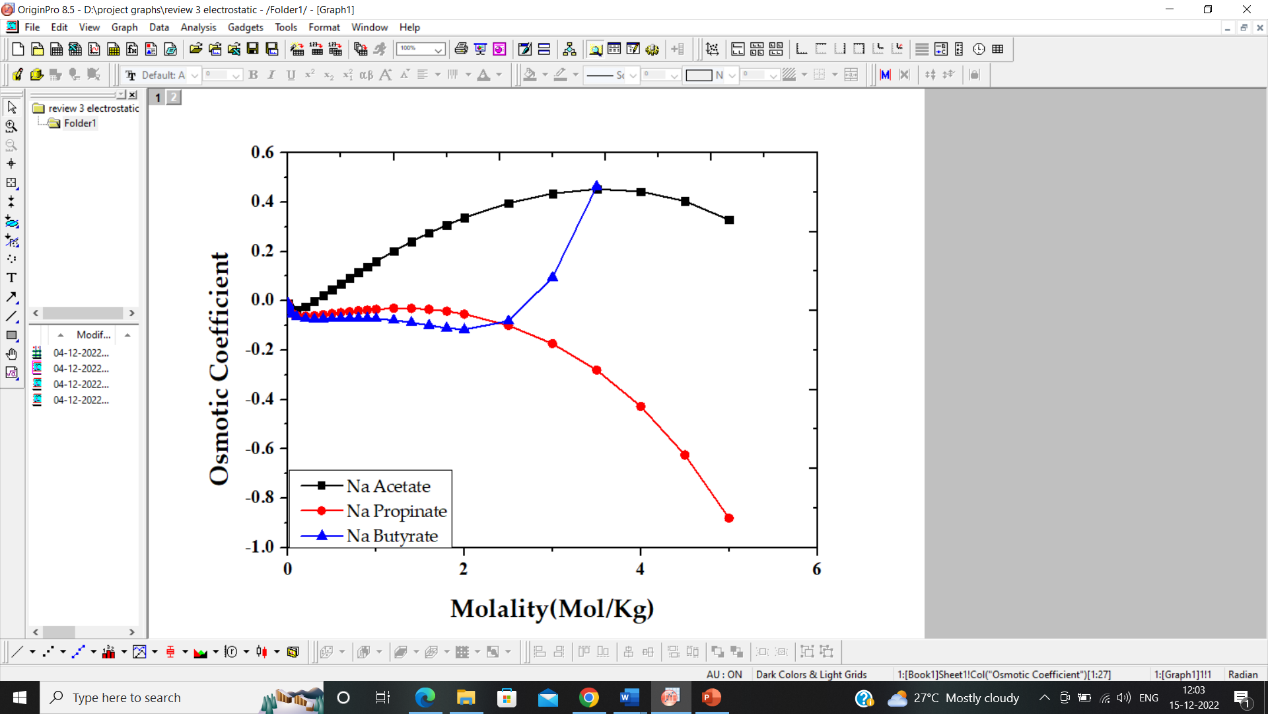 OriginPro 8.5 - D:\project graphs\review 3 electrostatic - /Folder1/ - [Graph1]
File Edit View Graph Data Analysis Gadgets Tools Format Window Help
100%
Default: A 0 B I U
0 0
review 3 electrostatic
Folder1
1 2
Modif...
04-12-2022...
04-12-2022...
04-12-2022...
04-12-2022...
0.6
0.4
0.2
0.0
-0.2
-0.4
-0.6
-0.8
-1.0
Osmotic Coefficient
Na Acetate
Na Propinate
Na Butyrate
0 2 4 6
Molality(Mol/Kg)
AU : ON Dark Colors & Light Grids 1:[Book1]Sheet1!Col("Osmotic Coefficient")[1:27] 1:[Graph1]1!1 Radian
Type here to search
27°C Mostly cloudy ENG
12:03
15-12-2022
1